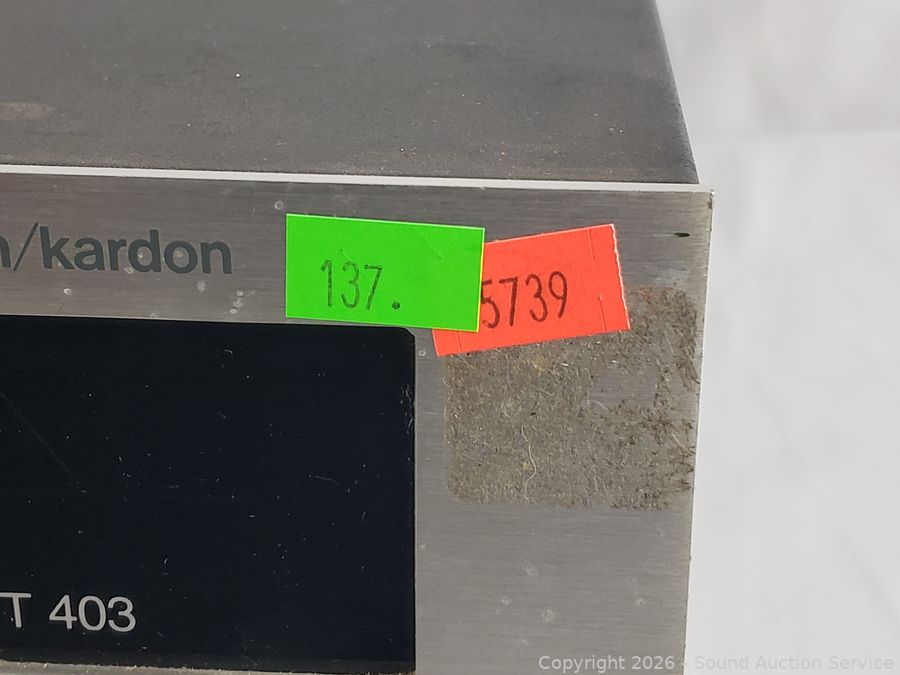 n/kardon
137.
5739
T 403
Copyright 2026 - Sound Auction Service